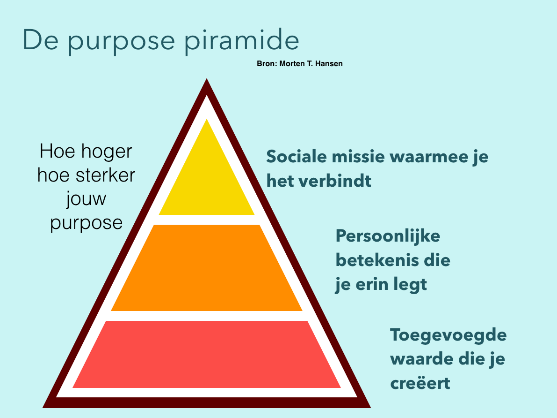 De purpose piramide
Bron: Morten T. Hansen
Hoe hoger
hoe sterker
jouw
purpose
Sociale missie waarmee je
het verbindt
Persoonlijke
betekenis die
je erin legt
Toegevoegde
waarde die je
creëert